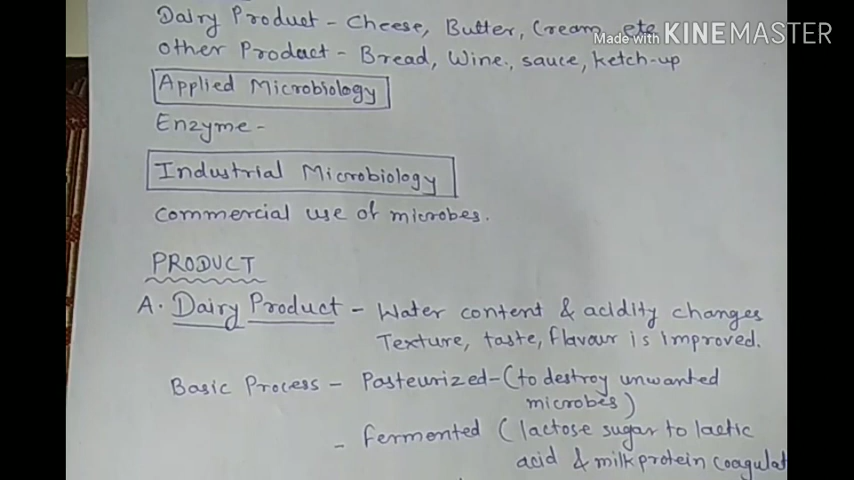 Dairy Product - Cheese, Butter, Cream, etc
Made with KINEMASTER
Other Product - Bread, Wine, sauce, ketch-up
Applied Microbiology
Enzyme -
Industrial Microbiology
Commercial use of microbes.
PRODUCT
A. Dairy Product - Water content & acidity changes
Texture, taste, flavour is improved.
Basic Process - Pasteurized - (to destroy unwanted
microbes)
- Fermented (lactose sugar to lactic
acid & milk protein coagulat